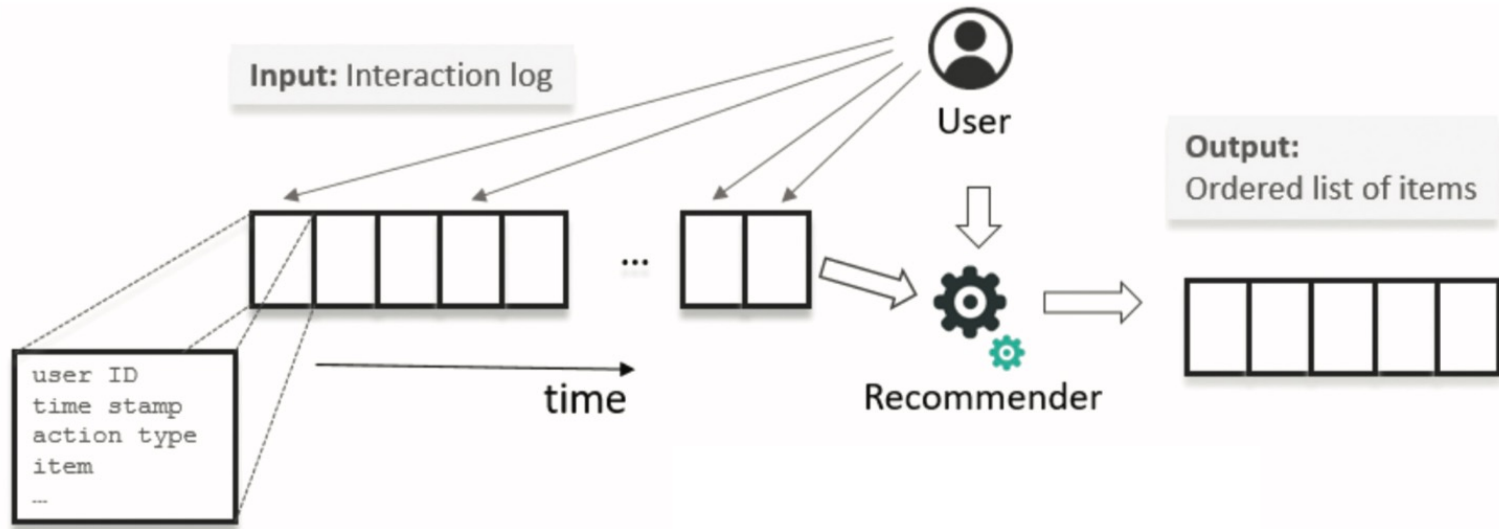 Input: Interaction log
User
Output:
Ordered list of items
...
user ID
time stamp
action type
item
...
time
Recommender